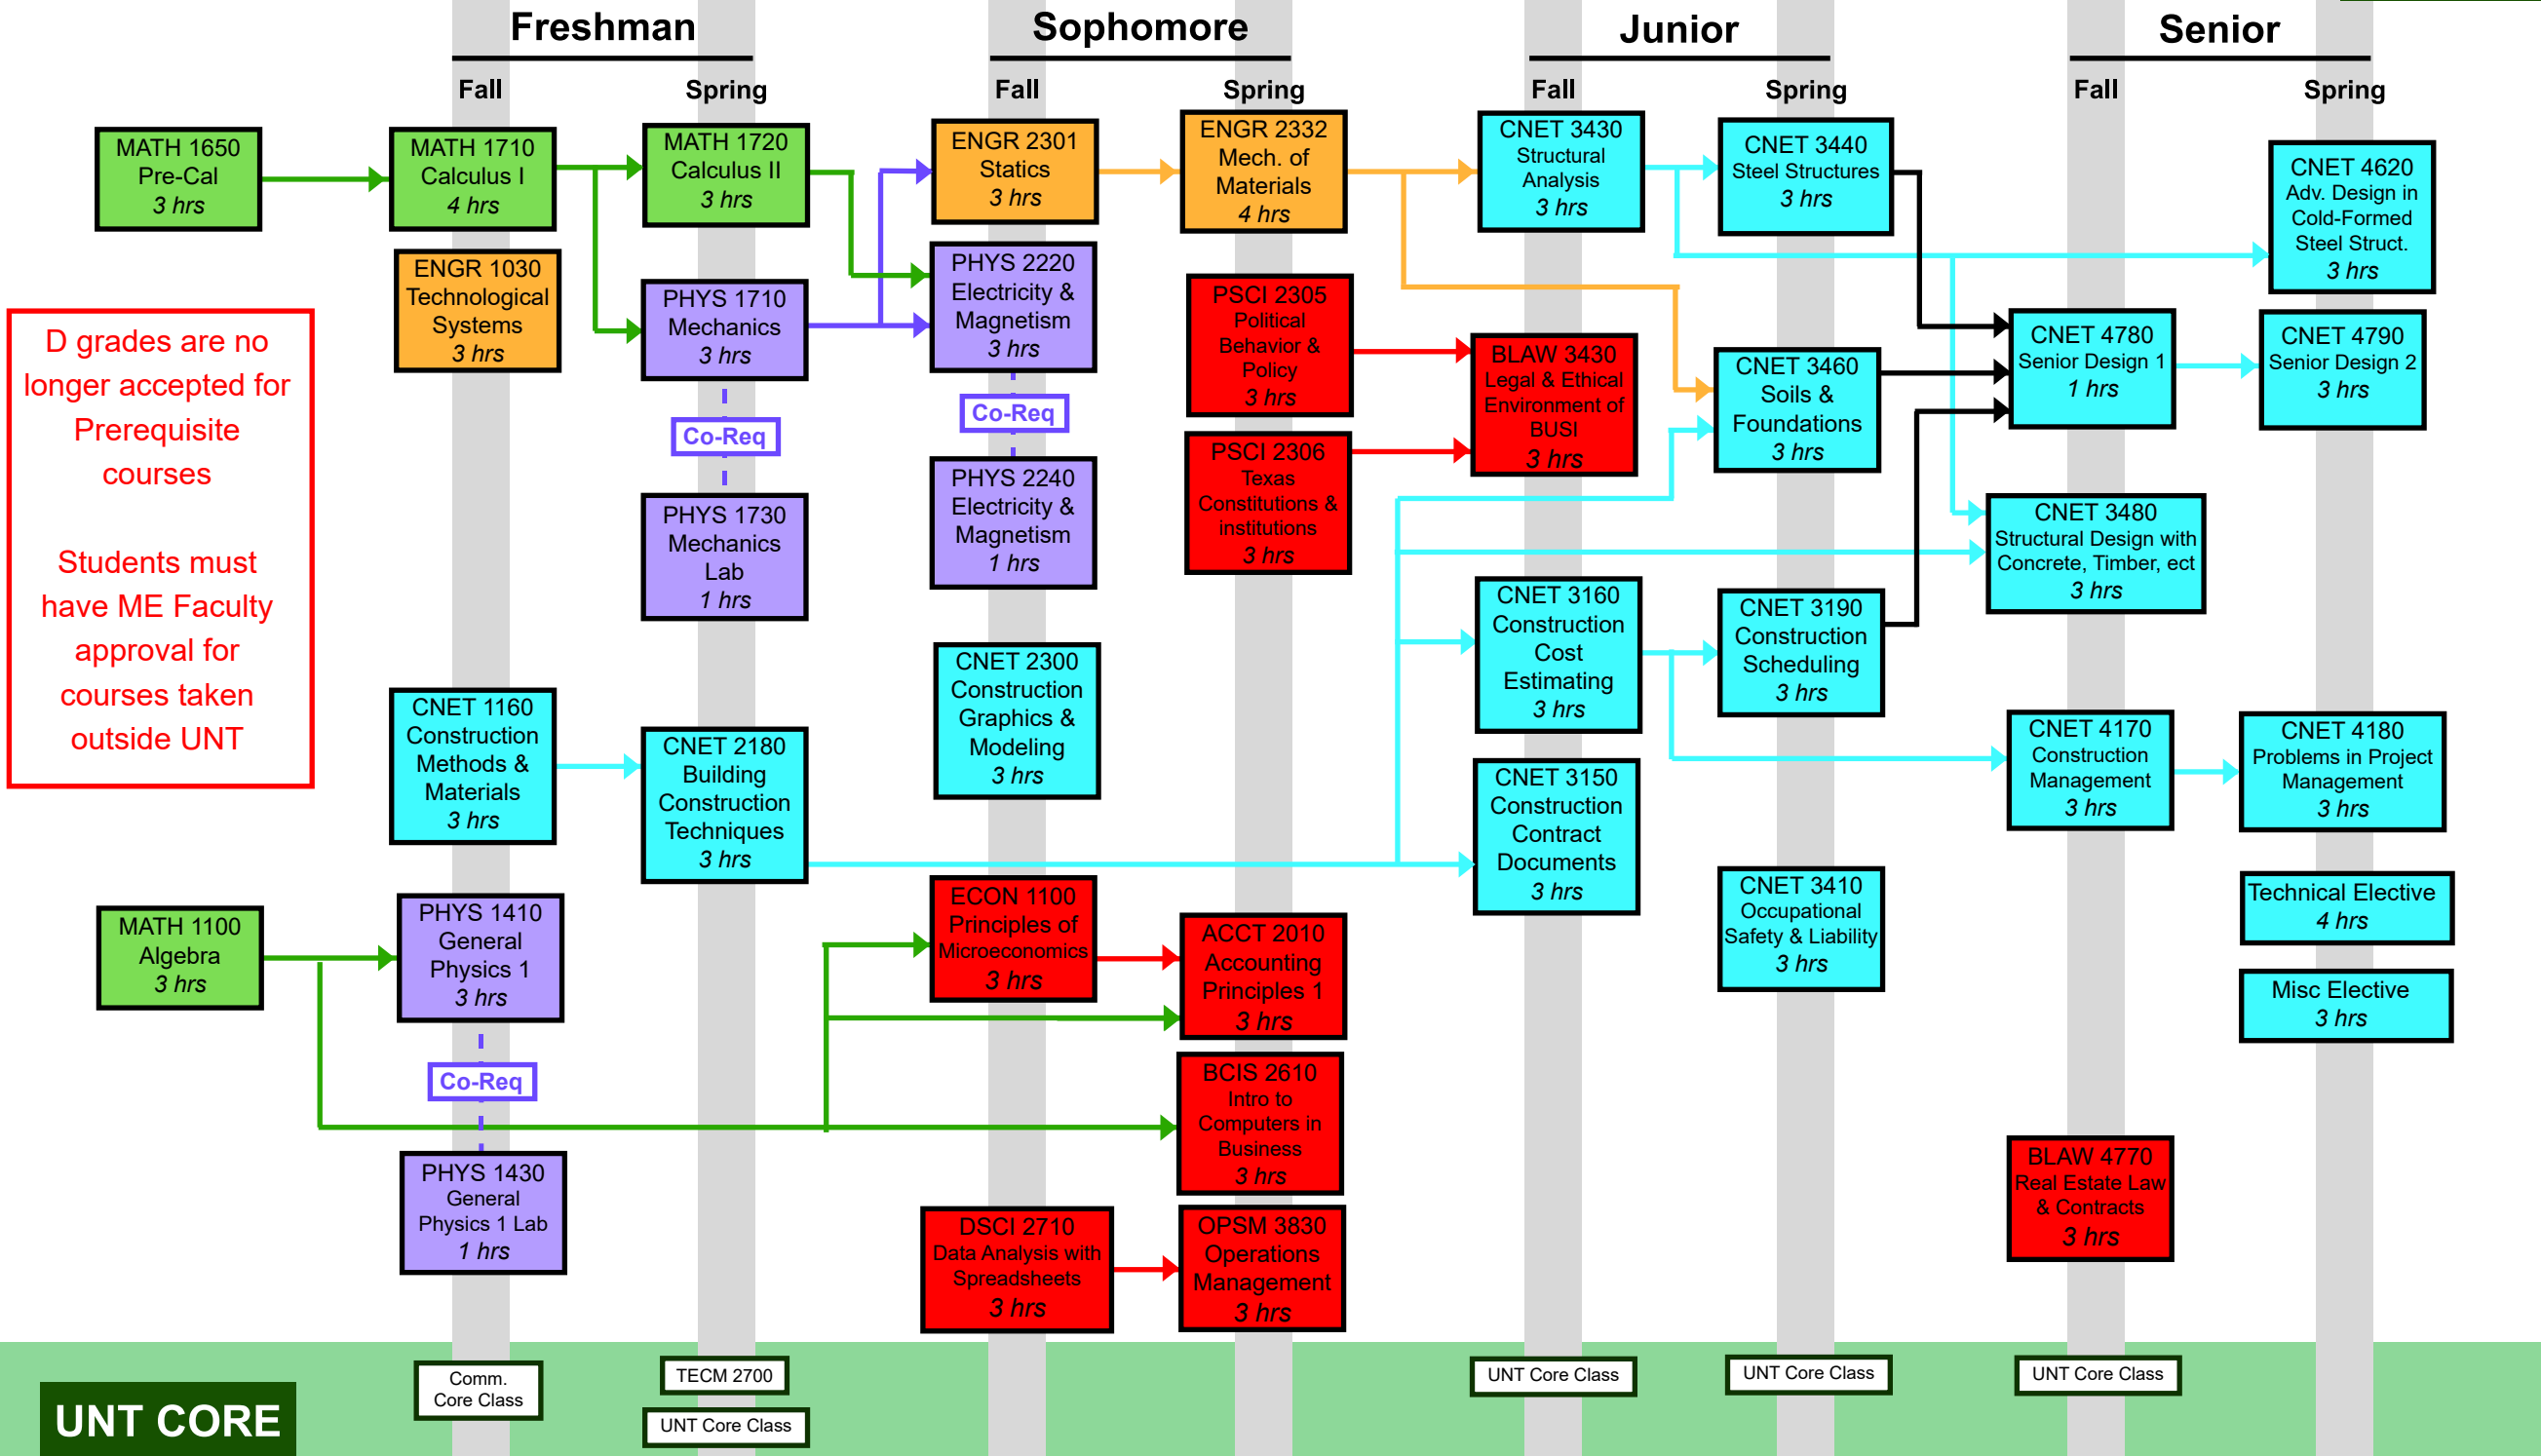 Freshman
Sophomore
Junior
Senior
Fall
Spring
Fall
Spring
Fall
Spring
Fall
Spring
MATH 1650
Pre-Cal
3 hrs
MATH 1710
Calculus I
4 hrs
MATH 1720
Calculus II
3 hrs
ENGR 2301
Statics
3 hrs
ENGR 2332
Mech. of
Materials
4 hrs
CNET 3430
Structural
Analysis
3 hrs
CNET 3440
Steel Structures
3 hrs
CNET 4620
Adv. Design in
Cold-Formed
Steel Struct.
3 hrs
ENGR 1030
Technological
Systems
3 hrs
PHYS 1710
Mechanics
3 hrs
PHYS 2220
Electricity &
Magnetism
3 hrs
PSCI 2305
Political
Behavior &
Policy
3 hrs
BLAW 3430
Legal & Ethical
Environment of
BUSI
3 hrs
CNET 3460
Soils &
Foundations
3 hrs
CNET 4780
Senior Design 1
1 hrs
CNET 4790
Senior Design 2
3 hrs
D grades are no
longer accepted for
Prerequisite
courses
Students must
have ME Faculty
approval for
courses taken
outside UNT
Co-Req
Co-Req
PHYS 1730
Mechanics
Lab
1 hrs
PHYS 2240
Electricity &
Magnetism
1 hrs
PSCI 2306
Texas
Constitutions &
institutions
3 hrs
CNET 3480
Structural Design with
Concrete, Timber, ect
3 hrs
CNET 1160
Construction
Methods &
Materials
3 hrs
CNET 2180
Building
Construction
Techniques
3 hrs
CNET 2300
Construction
Graphics &
Modeling
3 hrs
CNET 3160
Construction
Cost
Estimating
3 hrs
CNET 3190
Construction
Scheduling
3 hrs
CNET 4170
Construction
Management
3 hrs
CNET 4180
Problems in Project
Management
3 hrs
CNET 3150
Construction
Contract
Documents
3 hrs
CNET 3410
Occupational
Safety & Liability
3 hrs
Technical Elective
4 hrs
Misc Elective
3 hrs
MATH 1100
Algebra
3 hrs
PHYS 1410
General
Physics 1
3 hrs
ECON 1100
Principles of
Microeconomics
3 hrs
ACCT 2010
Accounting
Principles 1
3 hrs
Co-Req
BCIS 2610
Intro to
Computers in
Business
3 hrs
PHYS 1430
General
Physics 1 Lab
1 hrs
DSCI 2710
Data Analysis with
Spreadsheets
3 hrs
OPSM 3830
Operations
Management
3 hrs
BLAW 4770
Real Estate Law
& Contracts
3 hrs
UNT CORE
Comm.
Core Class
TECM 2700
UNT Core Class
UNT Core Class
UNT Core Class
UNT Core Class